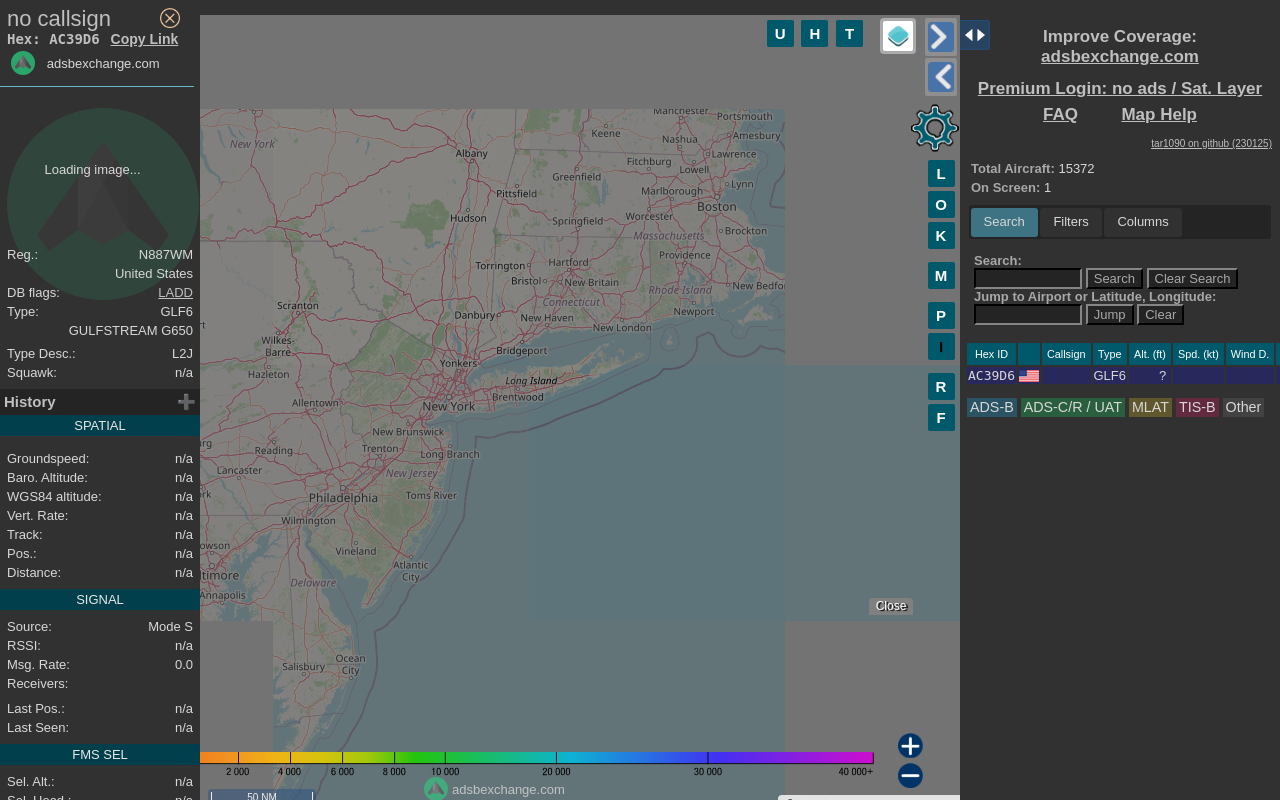 no callsign
Hex: AC39D6 Copy Link
adsbexchange.com
Loading image...
Reg.: N887WM
United States
DB flags: LADD
Type: GLF6
GULFSTREAM G650
Type Desc.: L2J
Squawk: n/a
History
SPATIAL
Groundspeed: n/a
Baro. Altitude: n/a
WGS84 altitude: n/a
Vert. Rate: n/a
Track: n/a
Pos.: n/a
Distance: n/a
SIGNAL
Source: Mode S
RSSI: n/a
Msg. Rate: 0.0
Receivers:
Last Pos.: n/a
Last Seen: n/a
FMS SEL
Sel. Alt.: n/a
Sel. Head.: n/a
U H T
L
O
K
M
P
I
R
F
Manchester
Portsmouth
Keene
Nashua
Amesbury
New York
Albany
Fitchburg
Lawrence
Lowell
Greenfield
Lynn
Pittsfield
Marlborough
Boston
Hudson
Springfield
Worcester
Massachusetts
Brockton
Torrington
Hartford
Providence
Bristol
New Britain
Rhode Island
New Bedfor
Scranton
Connecticut
Danbury
New Haven
Newport
New London
Wilkes-
Barre
Bridgeport
Yonkers
Hazleton
Long Island
Brentwood
Allentown
New York
New Brunswick
Reading
Trenton
Long Branch
Lancaster
New Jersey
Philadelphia
Toms River
Wilmington
Vineland
Atlantic
City
Delaware
Annapolis
Salisbury
Ocean
City
Close
2 000 4 000 6 000 8 000 10 000 20 000 30 000 40 000+
adsbexchange.com
50 NM
Improve Coverage:
adsbexchange.com
Premium Login: no ads / Sat. Layer
FAQ Map Help
tar1090 on github (230125)
Total Aircraft: 15372
On Screen: 1
Search Filters Columns
Search:
Search Clear Search
Jump to Airport or Latitude, Longitude:
Jump Clear
Hex ID Callsign Type Alt. (ft) Spd. (kt) Wind D.
AC39D6 GLF6 ?
ADS-B ADS-C/R / UAT MLAT TIS-B Other